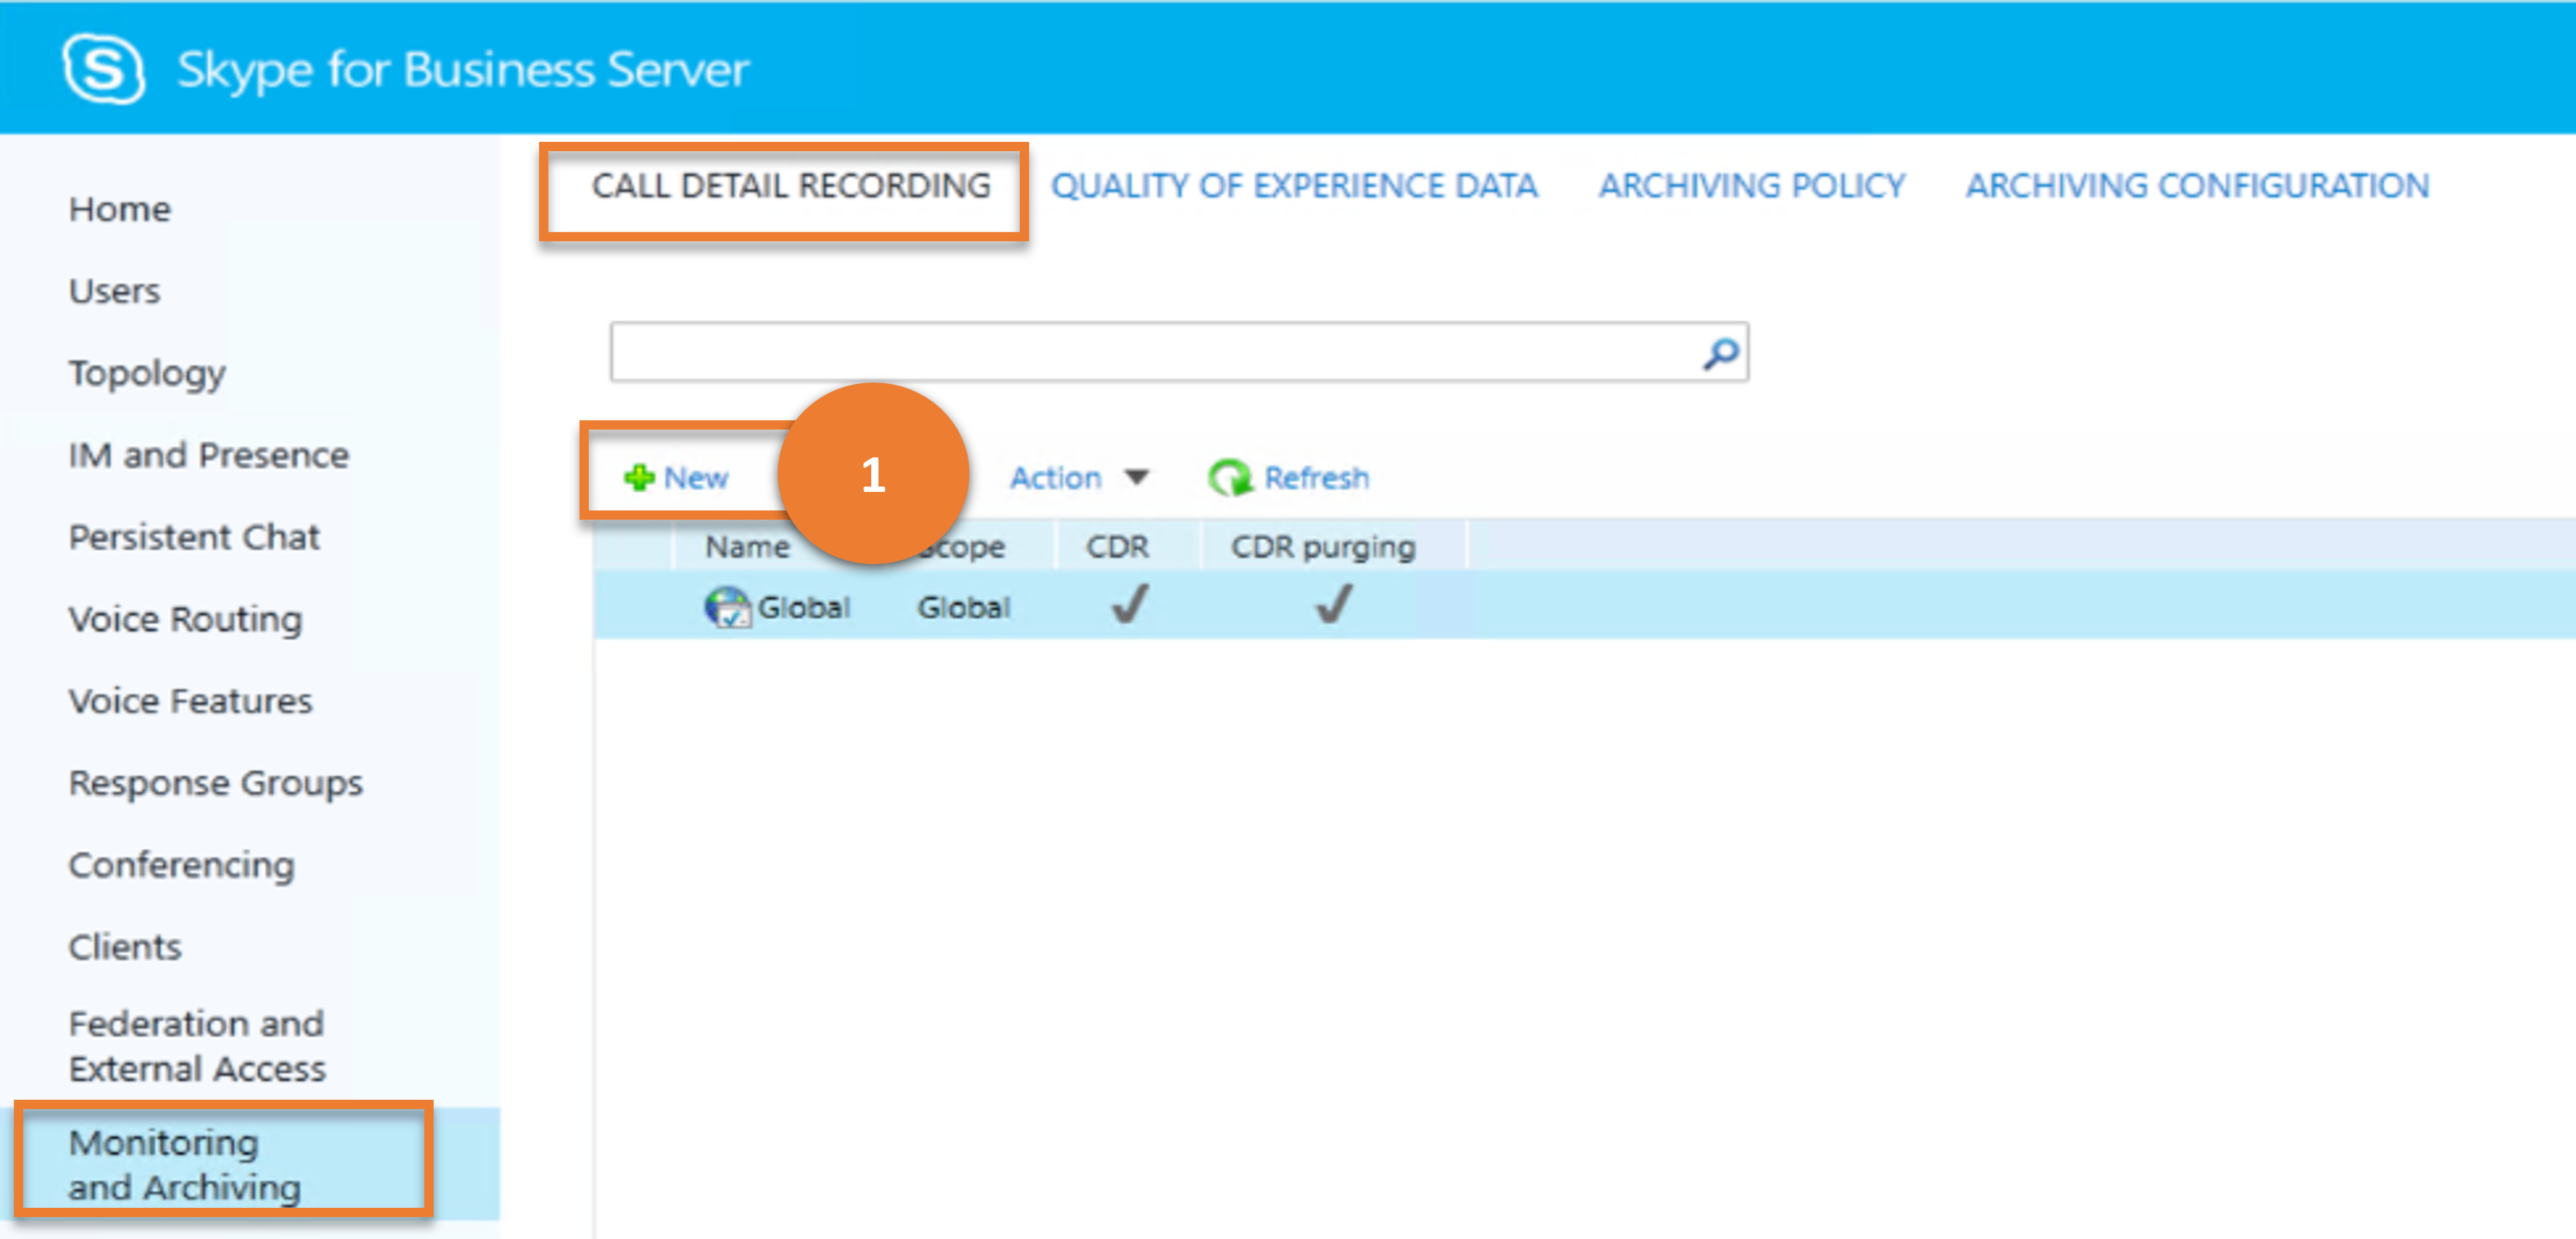 Skype for Business Server
CALL DETAIL RECORDING QUALITY OF EXPERIENCE DATA ARCHIVING POLICY ARCHIVING CONFIGURATION
Home
Users
Topology
IM and Presence
Persistent Chat
Voice Routing
Voice Features
Response Groups
Conferencing
Clients
Federation and
External Access
Monitoring
and Archiving
New 1 Action Refresh
Name Scope CDR CDR purging
Global Global